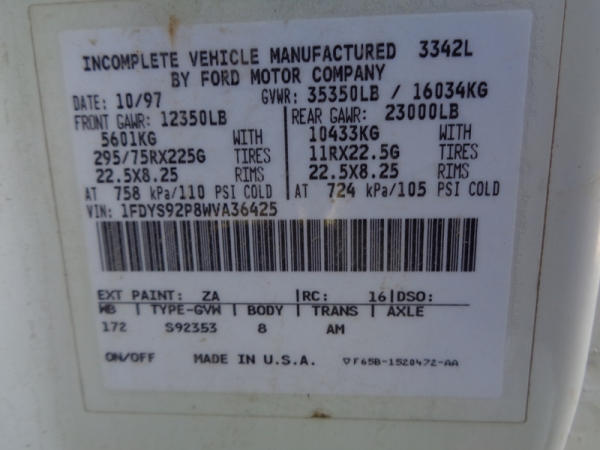 INCOMPLETE VEHICLE MANUFACTURED 3342L
BY FORD MOTOR COMPANY
DATE: 10/97 GVWR: 35350LB / 16034KG
FRONT GAWR: 12350LB REAR GAWR: 23000LB
5601KG WITH 10433KG WITH
295/75RX225G TIRES 11RX22.5G TIRES
22.5X8.25 RIMS 22.5X8.25 RIMS
AT 758 kPa/110 PSI COLD AT 724 kPa/105 PSI COLD
VIN: 1FDYS92P8WVA36425
EXT PAINT: ZA RC: 16 DSO:
WB TYPE-GVW BODY TRANS AXLE
172 S92353 8 AM
ON/OFF MADE IN U.S.A. ▽F65B-1520472-AA